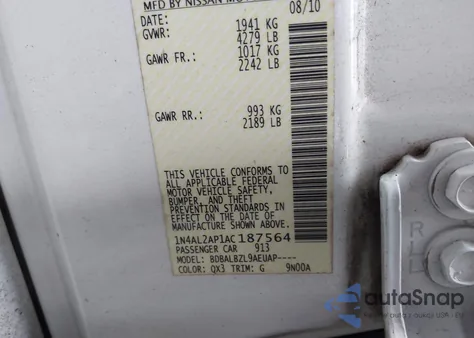 MFD BY NISSAN MO
DATE: 08/10
GVWR: 1941 KG
4279 LB
GAWR FR.: 1017 KG
2242 LB
GAWR RR.: 993 KG
2189 LB
THIS VEHICLE CONFORMS TO
ALL APPLICABLE FEDERAL
MOTOR VEHICLE SAFETY,
BUMPER, AND THEFT
PREVENTION STANDARDS IN
EFFECT ON THE DATE OF
MANUFACTURE SHOWN ABOVE.
1N4AL2AP1AC187564
PASSENGER CAR 913
MODEL: BDBALBZL9AEUAP----
COLOR: QX3 TRIM: G 9N00A
R
autaSnap